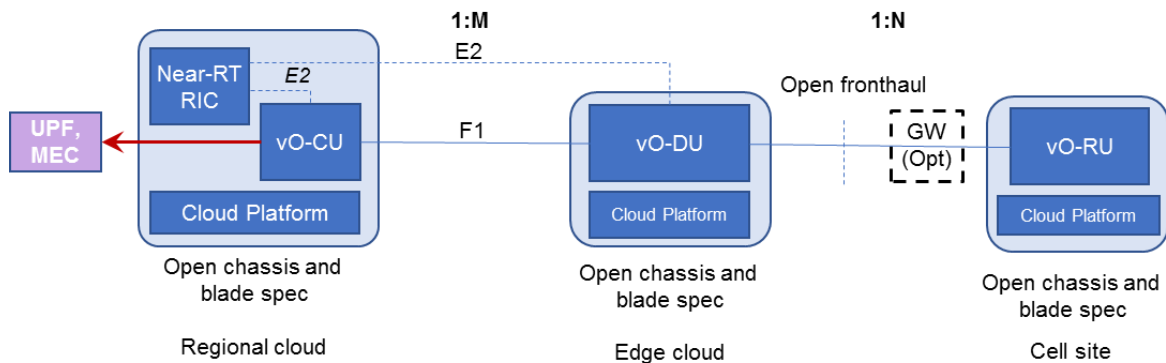 1:M
1:N
Near-RT
RIC
E2
E2
Open fronthaul
UPF,
MEC
vO-CU
F1
vO-DU
GW
(Opt)
vO-RU
Cloud Platform
Cloud Platform
Cloud Platform
Open chassis and
blade spec
Open chassis and
blade spec
Open chassis and
blade spec
Regional cloud
Edge cloud
Cell site